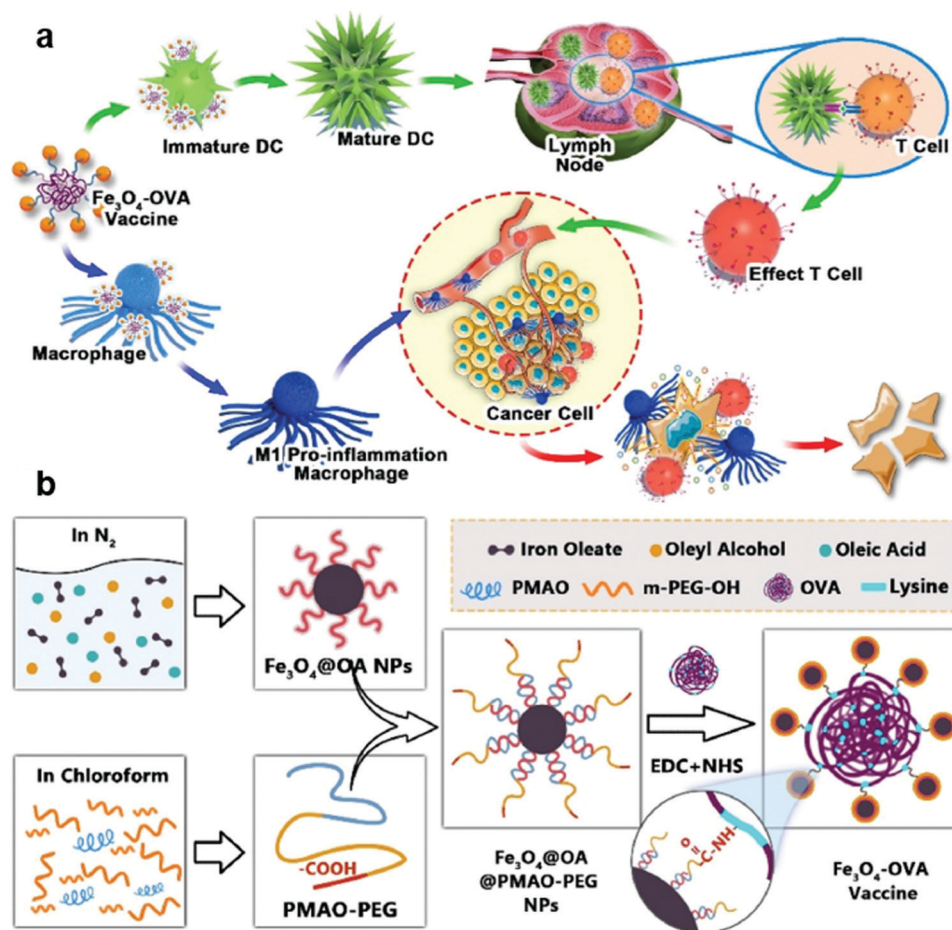 a
Immature DC
Mature DC
Lymph
Node
T Cell
Fe₃O₄-OVA
Vaccine
Effect T Cell
Macrophage
Cancer Cell
M1 Pro-inflammation
Macrophage
b
In N₂
Fe₃O₄@OA NPs
Iron Oleate
Oleyl Alcohol
Oleic Acid
PMAO
m-PEG-OH
OVA
Lysine
In Chloroform
-COOH
PMAO-PEG
Fe₃O₄@OA
@PMAO-PEG
NPs
EDC+NHS
O
-C-NH-
Fe₃O₄-OVA
Vaccine